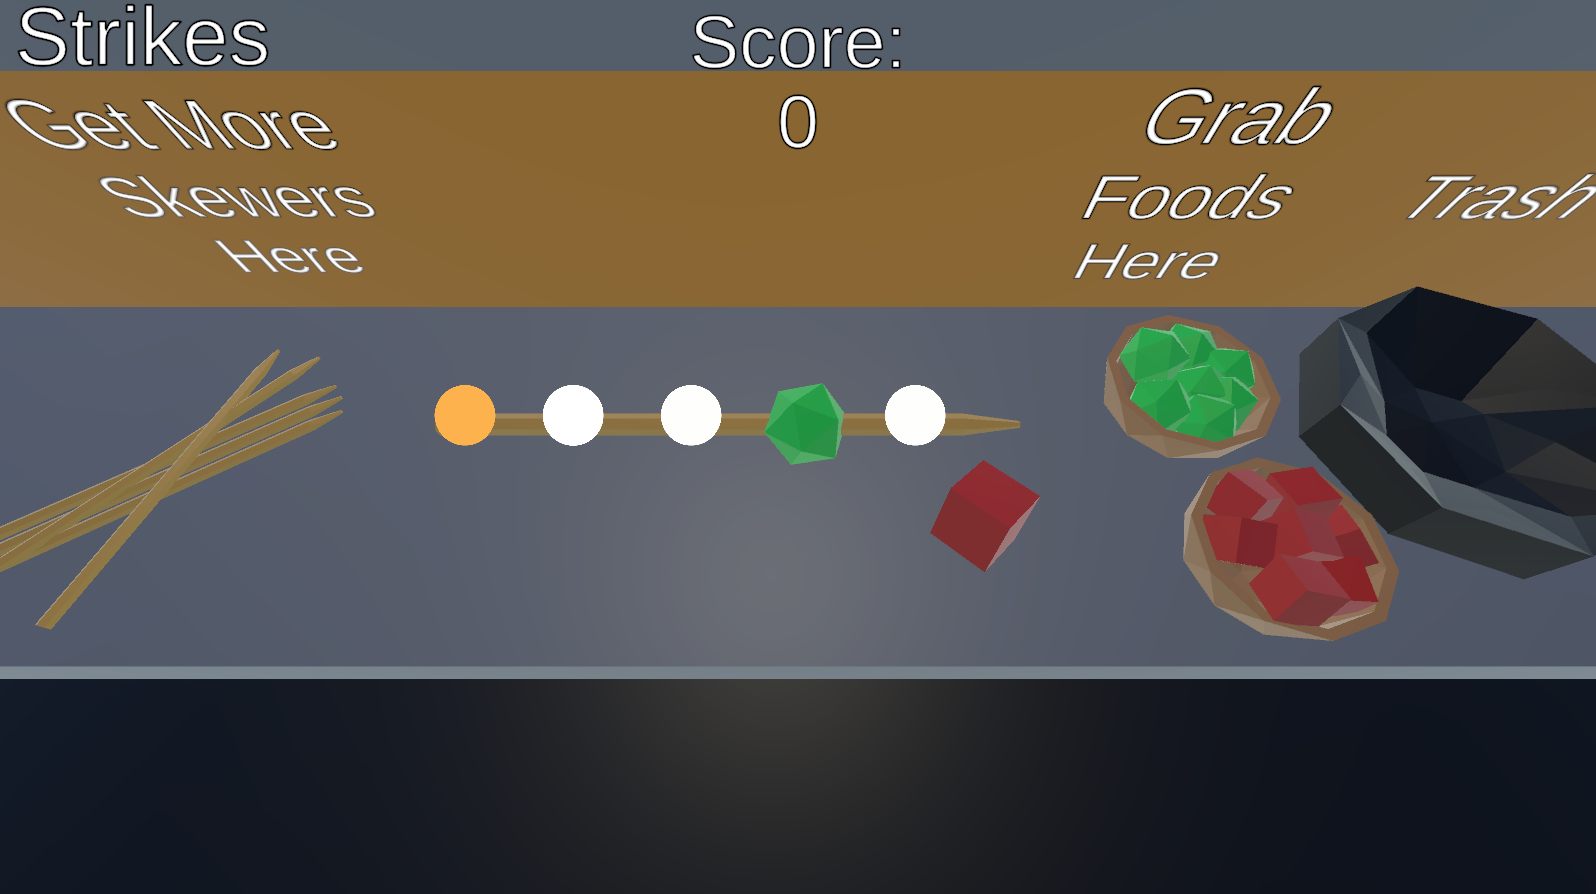 Strikes
Score:
0
Get More
Skewers
Here
Grab
Foods
Here
Trash